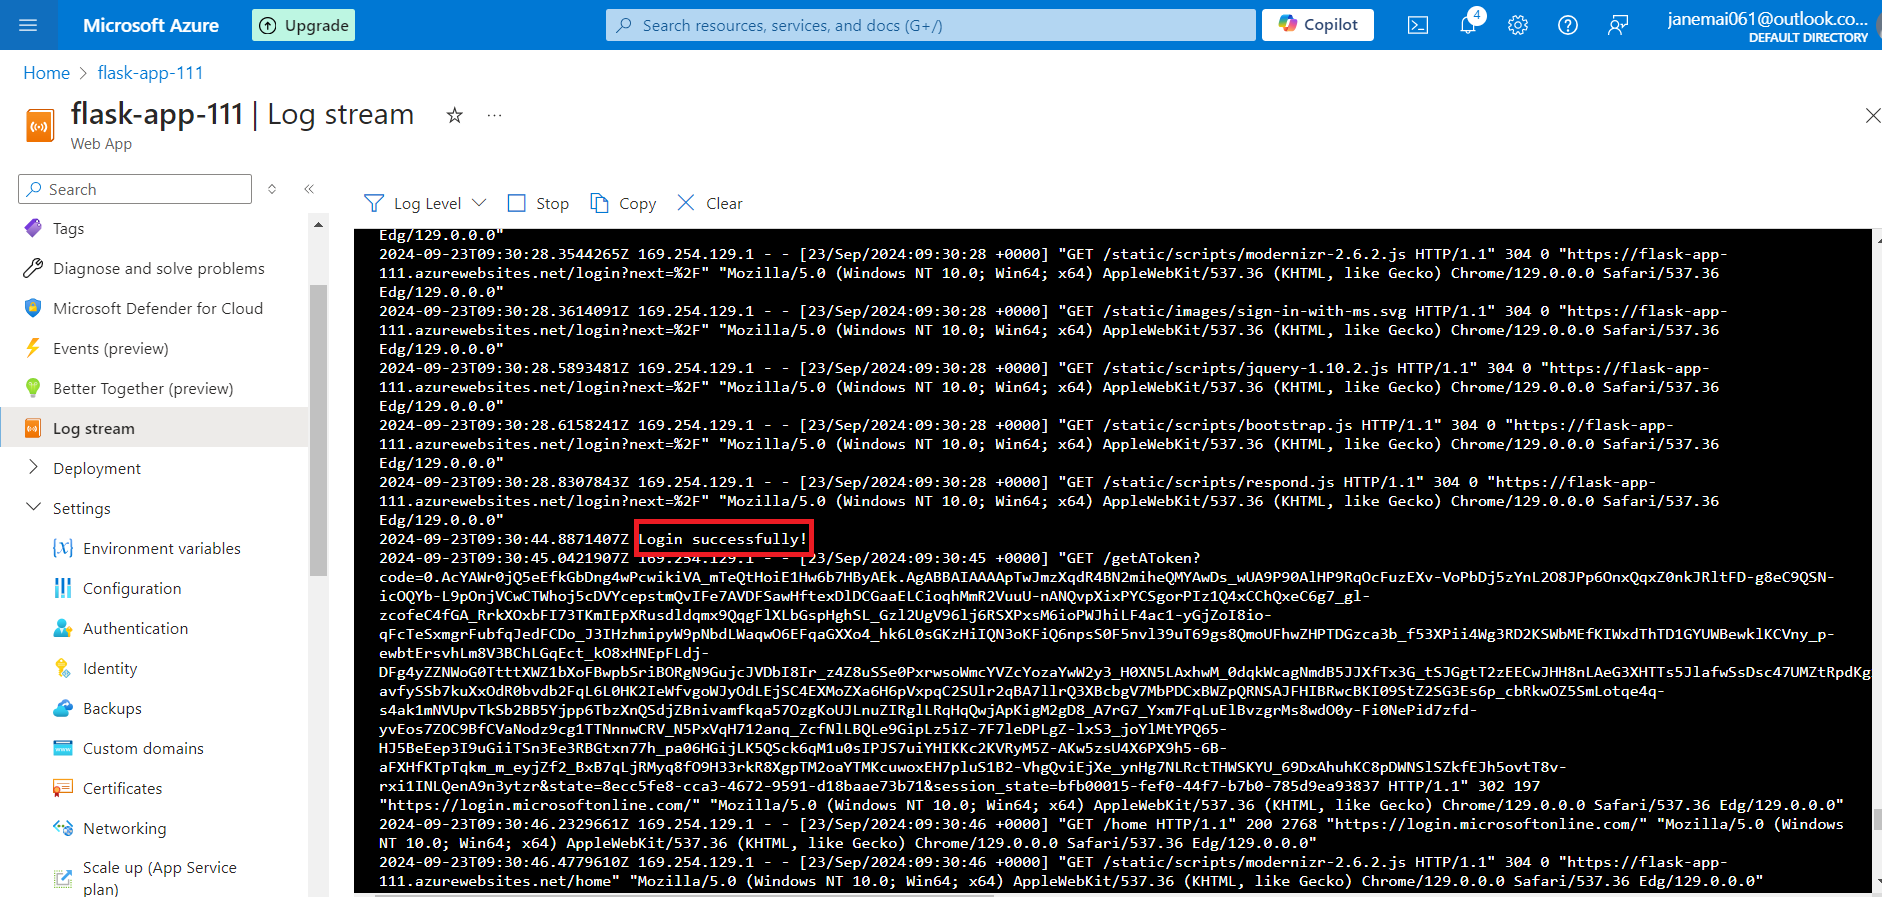 Microsoft Azure
Upgrade
Search resources, services, and docs (G+/)
Copilot
4
janemai061@outlook.co...
DEFAULT DIRECTORY
Home > flask-app-111
flask-app-111 | Log stream
Web App
Search
Tags
Diagnose and solve problems
Microsoft Defender for Cloud
Events (preview)
Better Together (preview)
Log stream
Deployment
Settings
Environment variables
Configuration
Authentication
Identity
Backups
Custom domains
Certificates
Networking
Scale up (App Service
plan)
Log Level
Stop
Copy
Clear
Edg/129.0.0.0"
2024-09-23T09:30:28.3544265Z 169.254.129.1 - - [23/Sep/2024:09:30:28 +0000] "GET /static/scripts/modernizr-2.6.2.js HTTP/1.1" 304 0 "https://flask-app-
111.azurewebsites.net/login?next=%2F" "Mozilla/5.0 (Windows NT 10.0; Win64; x64) AppleWebKit/537.36 (KHTML, like Gecko) Chrome/129.0.0.0 Safari/537.36
Edg/129.0.0.0"
2024-09-23T09:30:28.3614091Z 169.254.129.1 - - [23/Sep/2024:09:30:28 +0000] "GET /static/images/sign-in-with-ms.svg HTTP/1.1" 304 0 "https://flask-app-
111.azurewebsites.net/login?next=%2F" "Mozilla/5.0 (Windows NT 10.0; Win64; x64) AppleWebKit/537.36 (KHTML, like Gecko) Chrome/129.0.0.0 Safari/537.36
Edg/129.0.0.0"
2024-09-23T09:30:28.5893481Z 169.254.129.1 - - [23/Sep/2024:09:30:28 +0000] "GET /static/scripts/jquery-1.10.2.js HTTP/1.1" 304 0 "https://flask-app-
111.azurewebsites.net/login?next=%2F" "Mozilla/5.0 (Windows NT 10.0; Win64; x64) AppleWebKit/537.36 (KHTML, like Gecko) Chrome/129.0.0.0 Safari/537.36
Edg/129.0.0.0"
2024-09-23T09:30:28.6158241Z 169.254.129.1 - - [23/Sep/2024:09:30:28 +0000] "GET /static/scripts/bootstrap.js HTTP/1.1" 304 0 "https://flask-app-
111.azurewebsites.net/login?next=%2F" "Mozilla/5.0 (Windows NT 10.0; Win64; x64) AppleWebKit/537.36 (KHTML, like Gecko) Chrome/129.0.0.0 Safari/537.36
Edg/129.0.0.0"
2024-09-23T09:30:28.8307843Z 169.254.129.1 - - [23/Sep/2024:09:30:28 +0000] "GET /static/scripts/respond.js HTTP/1.1" 304 0 "https://flask-app-
111.azurewebsites.net/login?next=%2F" "Mozilla/5.0 (Windows NT 10.0; Win64; x64) AppleWebKit/537.36 (KHTML, like Gecko) Chrome/129.0.0.0 Safari/537.36
Edg/129.0.0.0"
2024-09-23T09:30:44.8871407Z Login successfully!
2024-09-23T09:30:45.0421907Z 169.254.129.1 - - [23/Sep/2024:09:30:45 +0000] "GET /getAToken?
rxi1INLQenA9n3ytzr&state=8ecc5fe8-cca3-4672-9591-d18baae73b71&session_state=bfb00015-fef0-44f7-b7b0-785d9ea93837 HTTP/1.1" 302 197
"https://login.microsoftonline.com/" "Mozilla/5.0 (Windows NT 10.0; Win64; x64) AppleWebKit/537.36 (KHTML, like Gecko) Chrome/129.0.0.0 Safari/537.36 Edg/129.0.0.0"
2024-09-23T09:30:46.2329661Z 169.254.129.1 - - [23/Sep/2024:09:30:46 +0000] "GET /home HTTP/1.1" 200 2768 "https://login.microsoftonline.com/" "Mozilla/5.0 (Windows
NT 10.0; Win64; x64) AppleWebKit/537.36 (KHTML, like Gecko) Chrome/129.0.0.0 Safari/537.36 Edg/129.0.0.0"
2024-09-23T09:30:46.4779610Z 169.254.129.1 - - [23/Sep/2024:09:30:46 +0000] "GET /static/scripts/modernizr-2.6.2.js HTTP/1.1" 304 0 "https://flask-app-
111.azurewebsites.net/home" "Mozilla/5.0 (Windows NT 10.0; Win64; x64) AppleWebKit/537.36 (KHTML, like Gecko) Chrome/129.0.0.0 Safari/537.36 Edg/129.0.0.0"